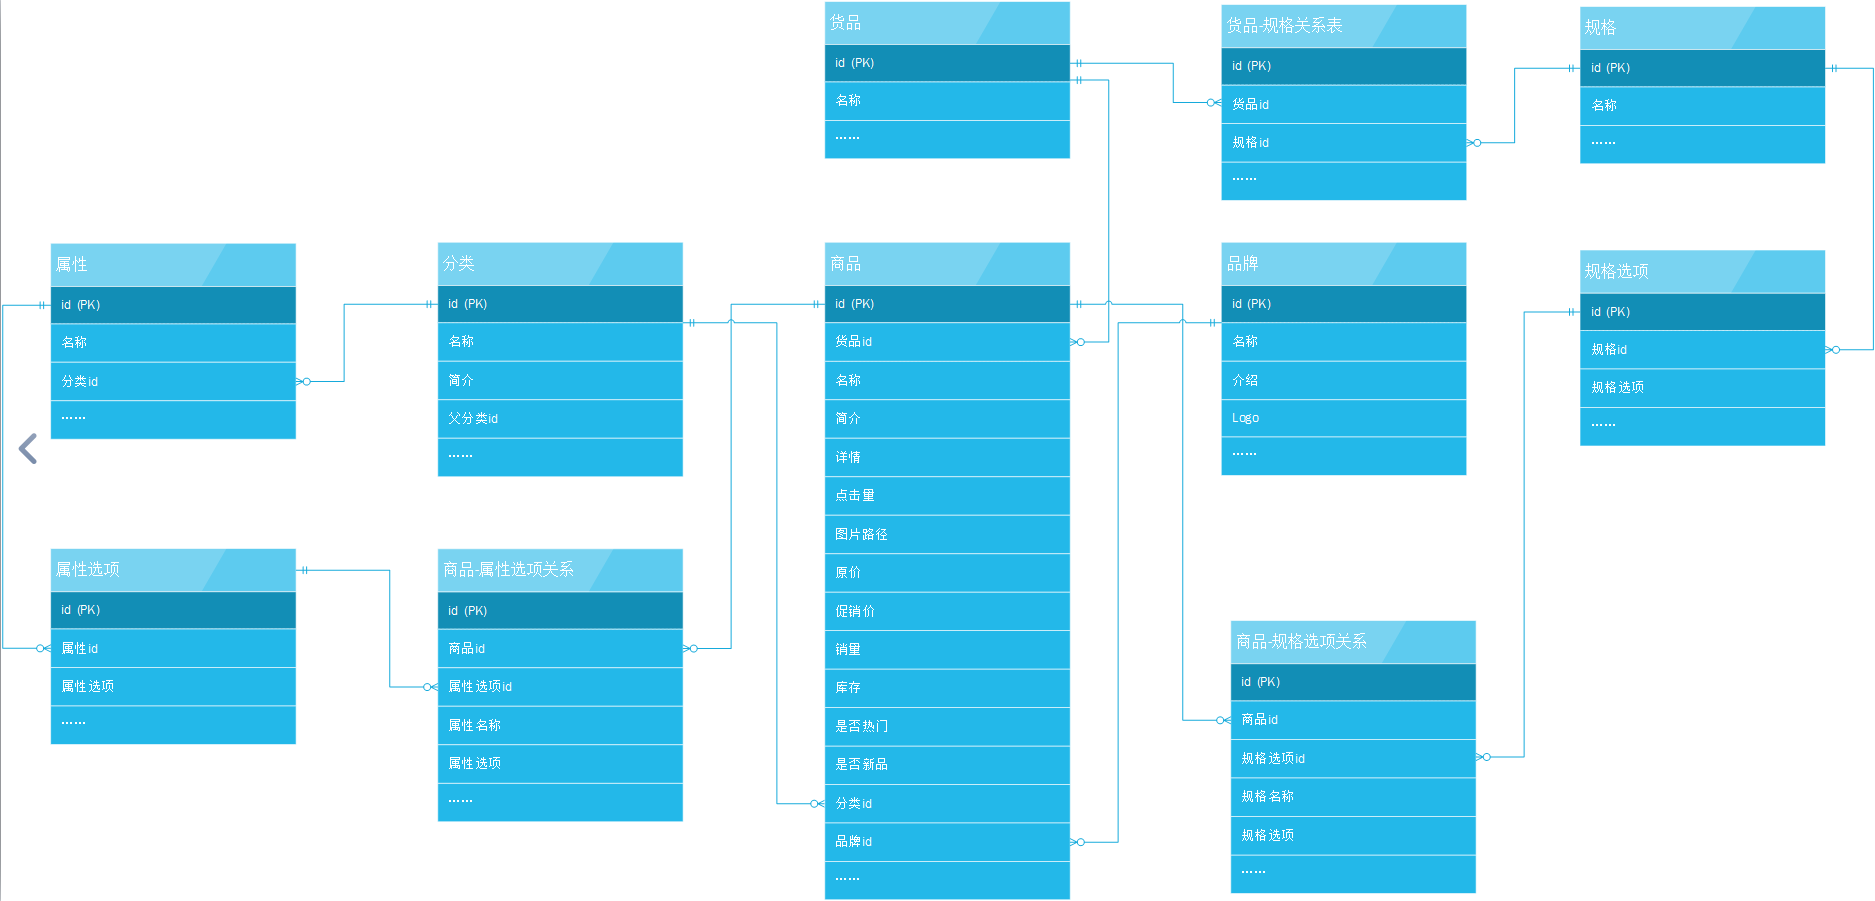 货品
id (PK)
名称
……
货品-规格关系表
id (PK)
货品id
规格id
……
规格
id (PK)
名称
……
属性
id (PK)
名称
分类id
……
分类
id (PK)
名称
简介
父分类id
……
商品
id (PK)
货品id
名称
简介
详情
点击量
图片路径
原价
促销价
销量
库存
是否热门
是否新品
分类id
品牌id
……
品牌
id (PK)
名称
介绍
Logo
……
规格选项
id (PK)
规格id
规格选项
……
属性选项
id (PK)
属性id
属性选项
……
商品-属性选项关系
id (PK)
商品id
属性选项id
属性名称
属性选项
……
商品-规格选项关系
id (PK)
商品id
规格选项id
规格名称
规格选项
……